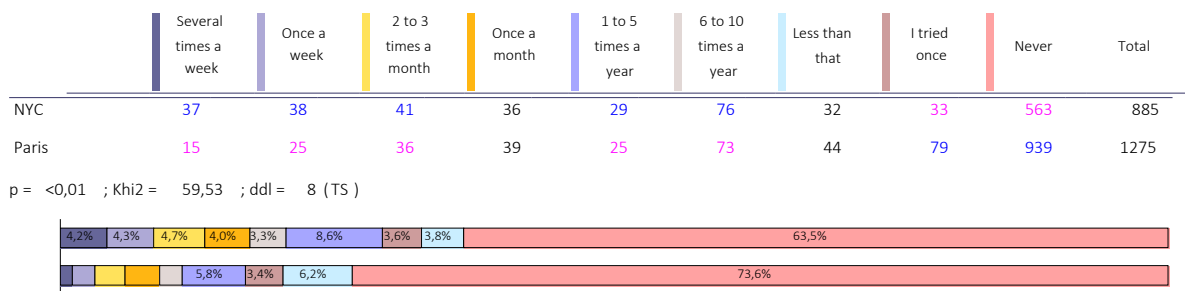 Several times a week Once a week 2 to 3 times a month Once a month 1 to 5 times a year 6 to 10 times a year Less than that I tried once Never Total
NYC 37 38 41 36 29 76 32 33 563 885
Paris 15 25 36 39 25 73 44 79 939 1275
p = <0,01 ; Khi2 = 59,53 ; ddl = 8 (TS )
4,2% 4,3% 4,7% 4,0% 3,3% 8,6% 3,6% 3,8% 63,5%
5,8% 3,4% 6,2% 73,6%